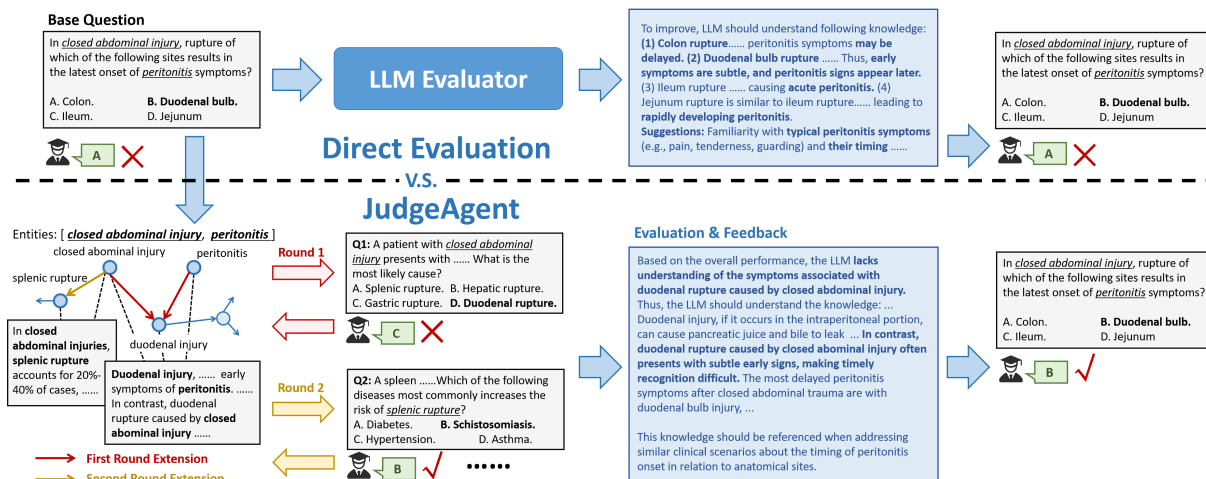 Base Question
In closed abdominal injury, rupture of
which of the following sites results in
the latest onset of peritonitis symptoms?
A. Colon. B. Duodenal bulb.
C. Ileum. D. Jejunum
A
LLM Evaluator
To improve, LLM should understand following knowledge:
(1) Colon rupture…… peritonitis symptoms may be
delayed. (2) Duodenal bulb rupture …… Thus, early
symptoms are subtle, and peritonitis signs appear later.
(3) Ileum rupture …… causing acute peritonitis. (4)
Jejunum rupture is similar to ileum rupture…… leading to
rapidly developing peritonitis.
Suggestions: Familiarity with typical peritonitis symptoms
(e.g., pain, tenderness, guarding) and their timing ……
In closed abdominal injury, rupture of
which of the following sites results in
the latest onset of peritonitis symptoms?
A. Colon. B. Duodenal bulb.
C. Ileum. D. Jejunum
A
Direct Evaluation
V.S.
JudgeAgent
Entities: [ closed abominal injury, peritonitis ]
closed abominal injury
peritonitis
splenic rupture
duodenal injury
In closed
abdominal injuries,
splenic rupture
accounts for 20%-
40% of cases, ……
Duodenal injury, …… early
symptoms of peritonitis. ……
In contrast, duodenal
rupture caused by closed
abominal injury ……
First Round Extension
Second Round Extension
Round 1
Q1: A patient with closed abdominal
injury presents with …… What is the
most likely cause?
A. Splenic rupture. B. Hepatic rupture.
C. Gastric rupture. D. Duodenal rupture.
C
Round 2
Q2: A spleen ……Which of the following
diseases most commonly increases the
risk of splenic rupture?
A. Diabetes. B. Schistosomiasis.
C. Hypertension. D. Asthma.
B
……
Evaluation & Feedback
Based on the overall performance, the LLM lacks
understanding of the symptoms associated with
duodenal rupture caused by closed abdominal injury.
Thus, the LLM should understand the knowledge: ...
Duodenal injury, if it occurs in the intraperitoneal portion,
can cause pancreatic juice and bile to leak ... In contrast,
duodenal rupture caused by closed abdominal injury often
presents with subtle early signs, making timely
recognition difficult. The most delayed peritonitis
symptoms after closed abdominal trauma are with
duodenal bulb injury, ...
This knowledge should be referenced when addressing
similar clinical scenarios about the timing of peritonitis
onset in relation to anatomical sites.
In closed abdominal injury, rupture of
which of the following sites results in
the latest onset of peritonitis symptoms?
A. Colon. B. Duodenal bulb.
C. Ileum. D. Jejunum
B